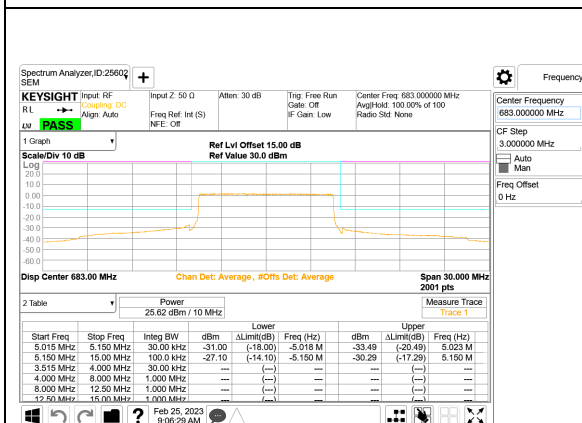 Spectrum Analyzer,ID:25602
SEM
Frequency
KEYSIGHT Input: RF Input Z: 50 Ω Atten: 30 dB Trig: Free Run Center Freq: 683.000000 MHz
RL Coupling: DC Gate: Off Avg|Hold: 100.00% of 100
Align: Auto Freq Ref: Int (S) IF Gain: Low Radio Std: None
PASS NFE: Off
Center Frequency
683.000000 MHz
CF Step
3.000000 MHz
Auto
Man
Freq Offset
0 Hz
1 Graph
Ref Lvl Offset 15.00 dB
Scale/Div 10 dB Ref Value 30.0 dBm
Log
20.0
10.0
0.00
-10.0
-20.0
-30.0
-40.0
-50.0
-60.0
Disp Center 683.00 MHz Chan Det: Average, #Offs Det: Average Span 30.000 MHz
2001 pts
2 Table Power Measure Trace
25.62 dBm / 10 MHz Trace 1
Lower Upper
Start Freq Stop Freq Integ BW dBm ΔLimit(dB) Freq (Hz) dBm ΔLimit(dB) Freq (Hz)
5.015 MHz 5.150 MHz 30.00 kHz -31.00 (-18.00) -5.018 M -33.49 (-20.49) 5.023 M
5.150 MHz 15.00 MHz 100.0 kHz -27.10 (-14.10) -5.150 M -30.29 (-17.29) 5.150 M
3.515 MHz 4.000 MHz 30.00 kHz --- (---) --- --- (---) ---
4.000 MHz 8.000 MHz 1.000 MHz --- (---) --- --- (---) ---
8.000 MHz 12.50 MHz 1.000 MHz --- (---) --- --- (---) ---
12.50 MHz 15.00 MHz 1.000 MHz --- (---) --- --- (---) ---
? Feb 25, 2023
9:06:29 AM